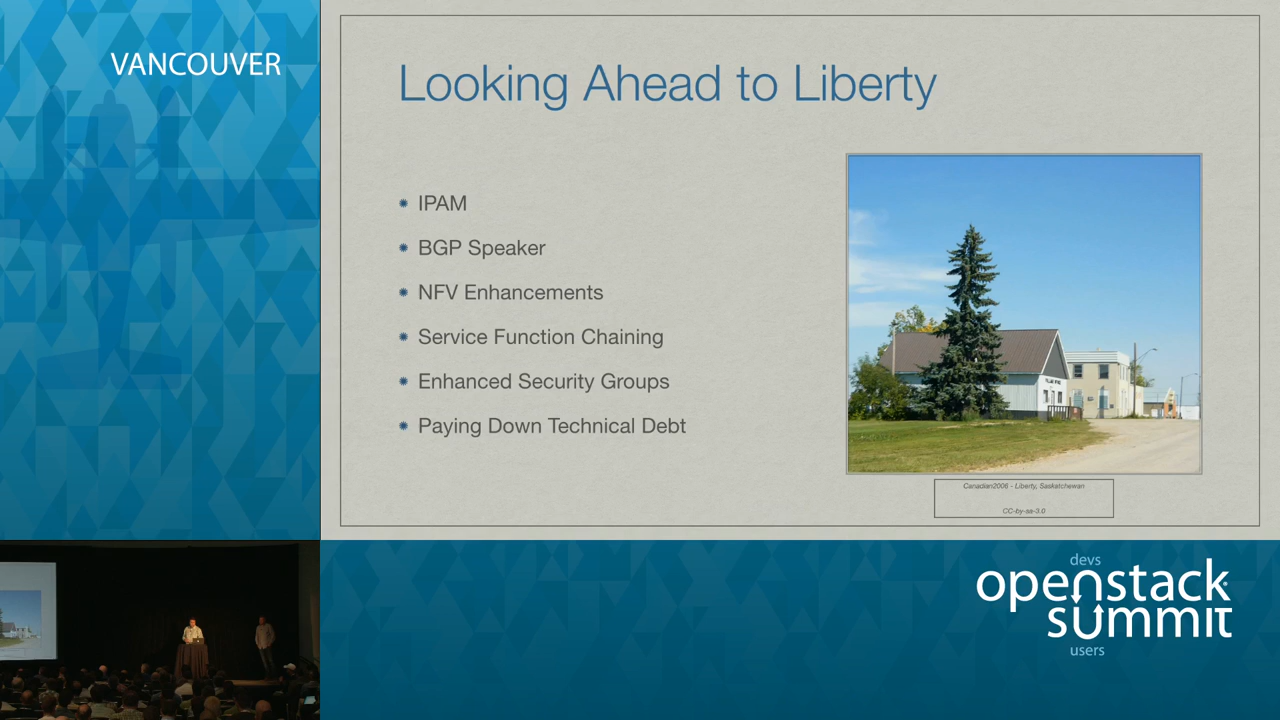 VANCOUVER
Looking Ahead to Liberty
IPAM
BGP Speaker
NFV Enhancements
Service Function Chaining
Enhanced Security Groups
Paying Down Technical Debt
Canadian2006 - Liberty, Saskatchewan
CC-by-sa-3.0
devs
openstack
summit
users